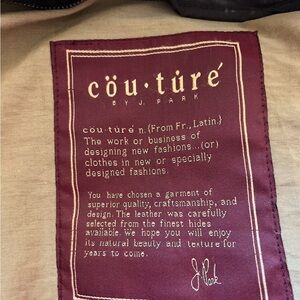 cöu·tùré
BY J. PARK
cöu·türé n. {From Fr., Latin.}
The work or business of
designing new fashions...(or)
clothes in new or specially
designed fashions.
You have chosen a garment of
superior quality, craftsmanship, and
design. The leather was carefully
selected from the finest hides
available. We hope you will enjoy
its natural beauty and texture for
years to come.
J. Park